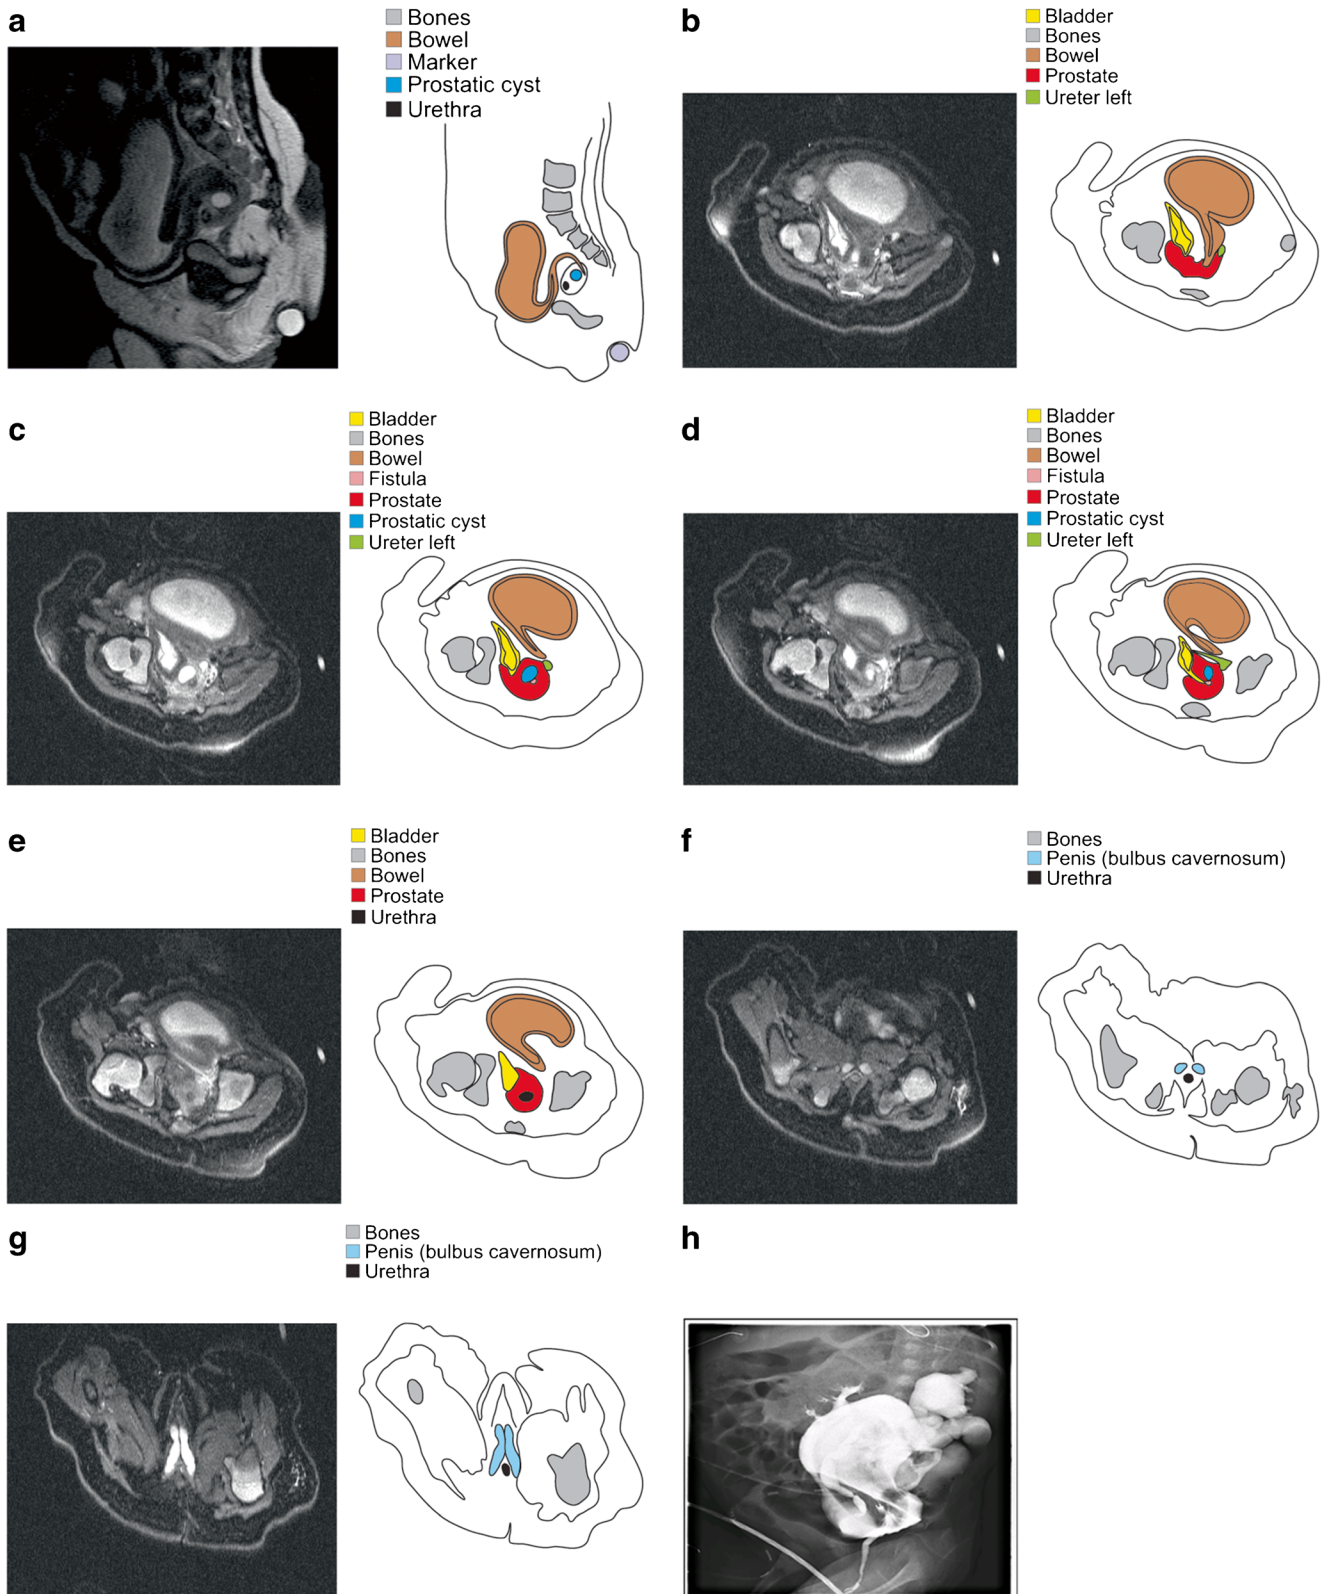 a
Bones
Bowel
Marker
Prostatic cyst
Urethra
b
Bladder
Bones
Bowel
Prostate
Ureter left
c
Bladder
Bones
Bowel
Fistula
Prostate
Prostatic cyst
Ureter left
d
Bladder
Bones
Bowel
Fistula
Prostate
Prostatic cyst
Ureter left
e
Bladder
Bones
Bowel
Prostate
Urethra
f
Bones
Penis (bulbus cavernosum)
Urethra
g
Bones
Penis (bulbus cavernosum)
Urethra
h